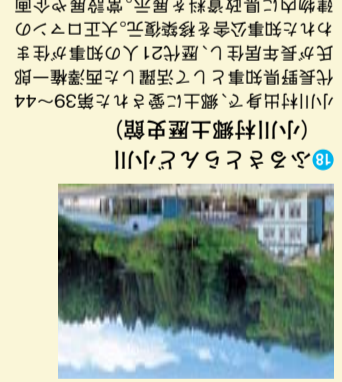 18 ふるさとらんど小川
(小川村郷土歴史館)
小川村出身で、郷土に愛された第39〜44
代長野県知事として活躍した西澤権一郎
氏が長年居住し、歴代21人の知事が住ま
われた知事公舎を移築復元。大正ロマンの
建物内に県政資料を展示。常設展や企画